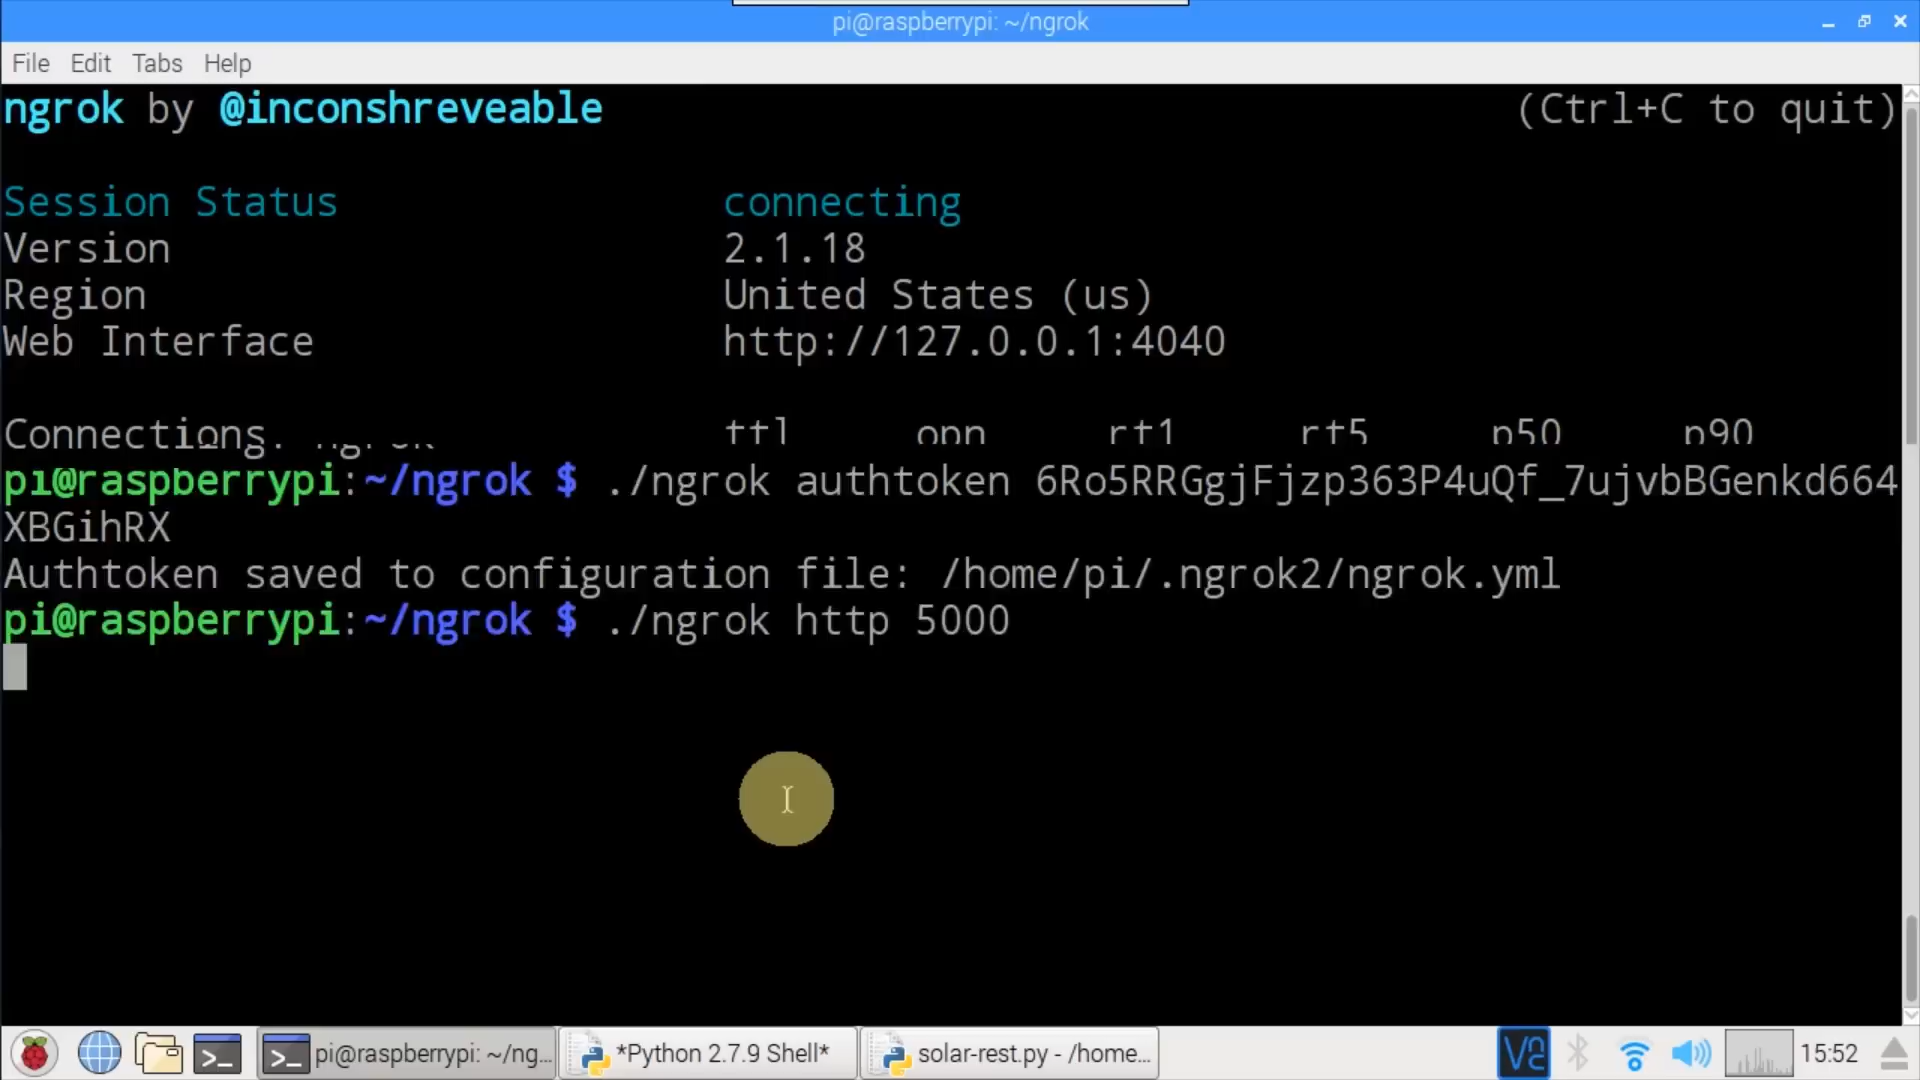 pi@raspberrypi: ~/ngrok
File Edit Tabs Help
ngrok by @inconshreveable (Ctrl+C to quit)
Session Status connecting
Version 2.1.18
Region United States (us)
Web Interface http://127.0.0.1:4040
Connections. ngrok ttl opn rt1 rt5 p50 p90
pi@raspberrypi:~/ngrok $ ./ngrok authtoken 6Ro5RRGgjFjzp363P4uQf_7ujvbBGenkd664
XBGihRX
Authtoken saved to configuration file: /home/pi/.ngrok2/ngrok.yml
pi@raspberrypi:~/ngrok $ ./ngrok http 5000
pi@raspberrypi: ~/ng... *Python 2.7.9 Shell* solar-rest.py - /home... 15:52